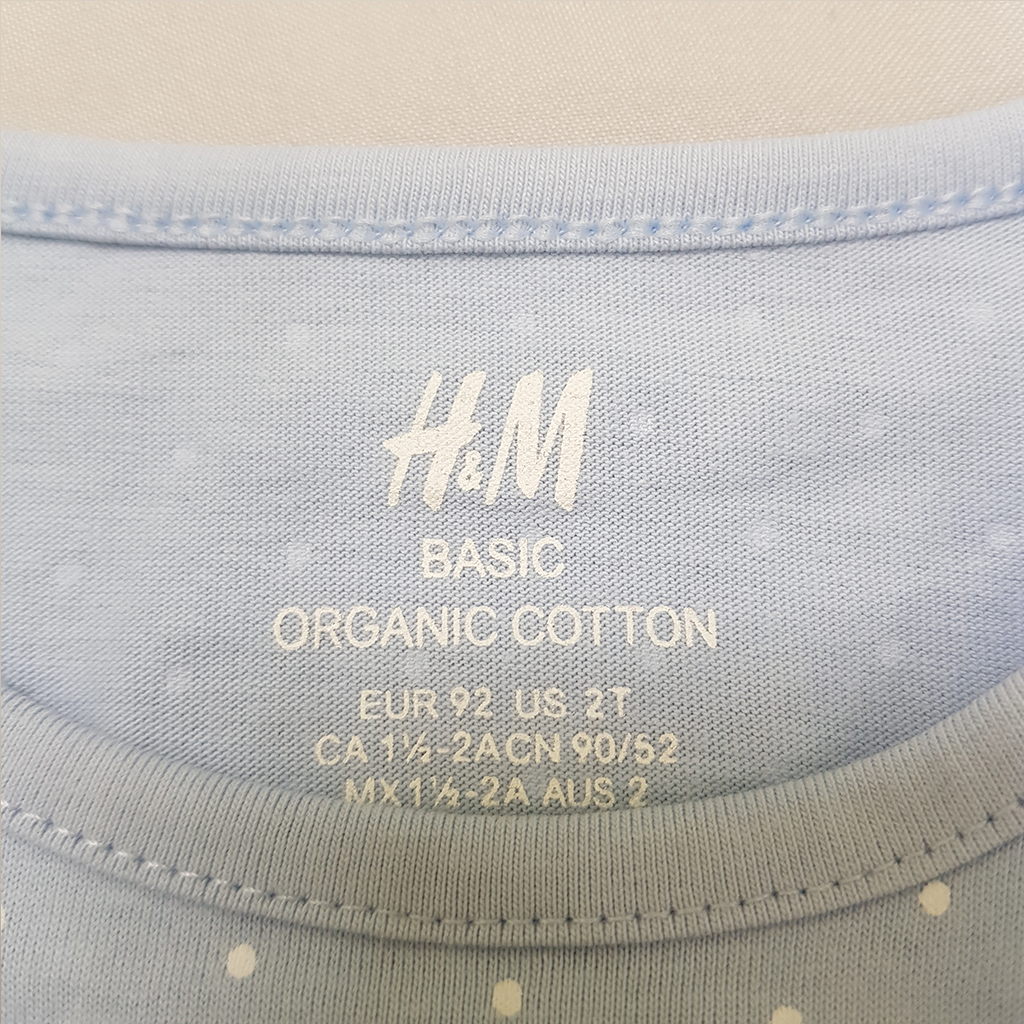 H&M
BASIC
ORGANIC COTTON
EUR 92 US 2T
CA 1½-2A CN 90/52
MX 1½-2A AUS 2